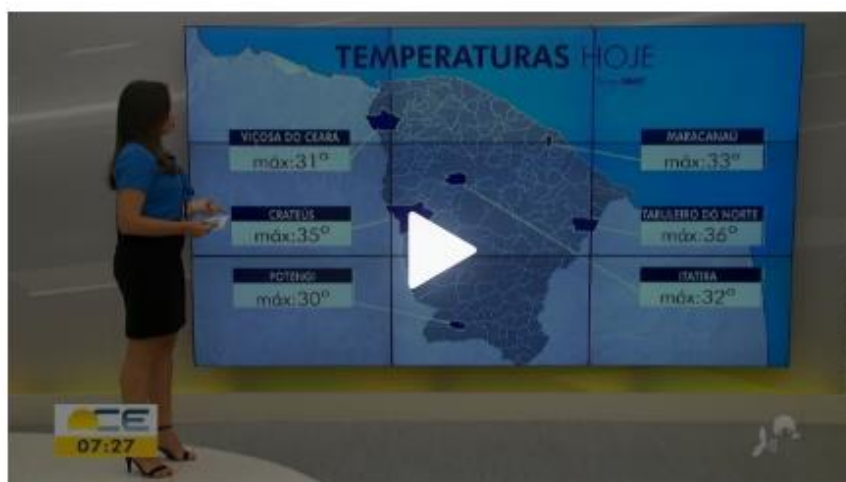 TEMPERATURAS HOJE
VIÇOSA DO CEARÁ
máx:31°
CRATEÚS
máx:35°
POTENGI
máx:30°
MARACANAÚ
máx:33°
TABULEIRO DO NORTE
máx:36°
ITATIRA
máx:32°
CE
07:27